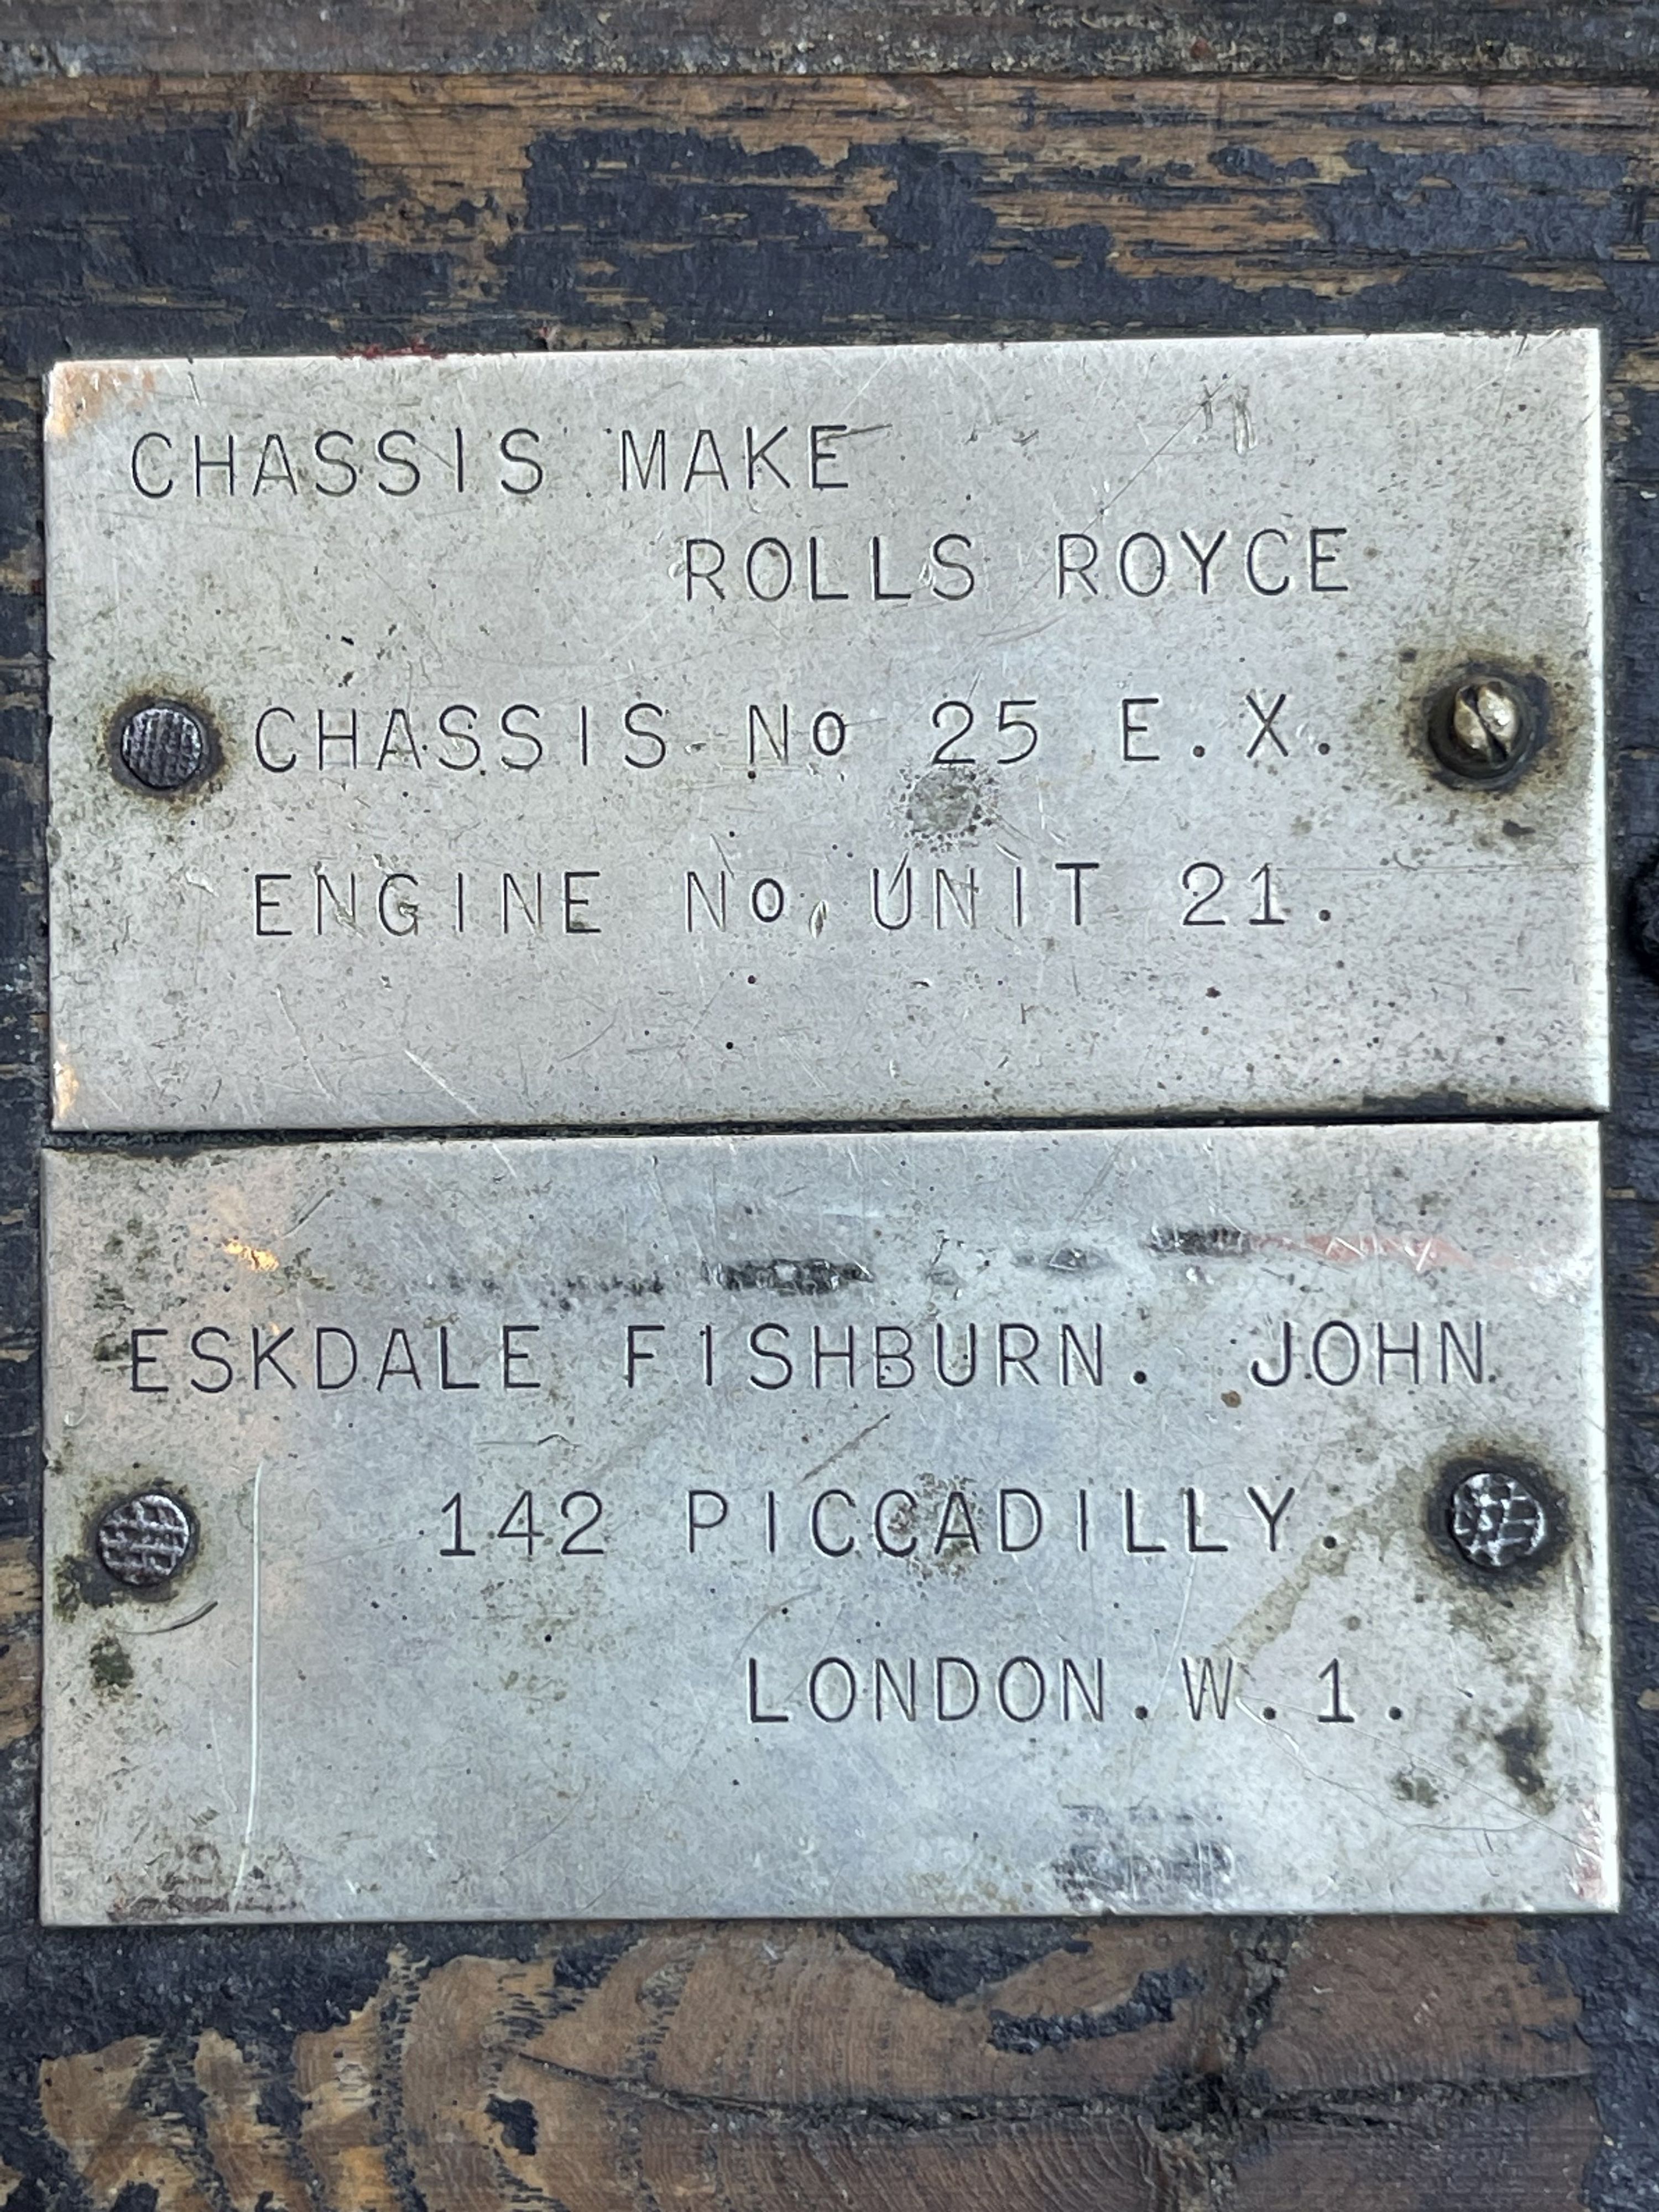 CHASSIS MAKE
ROLLS ROYCE
CHASSIS No 25 E.X.
ENGINE No. UNIT 21.
ESKDALE FISHBURN. JOHN.
142 PICCADILLY.
LONDON.W.1.